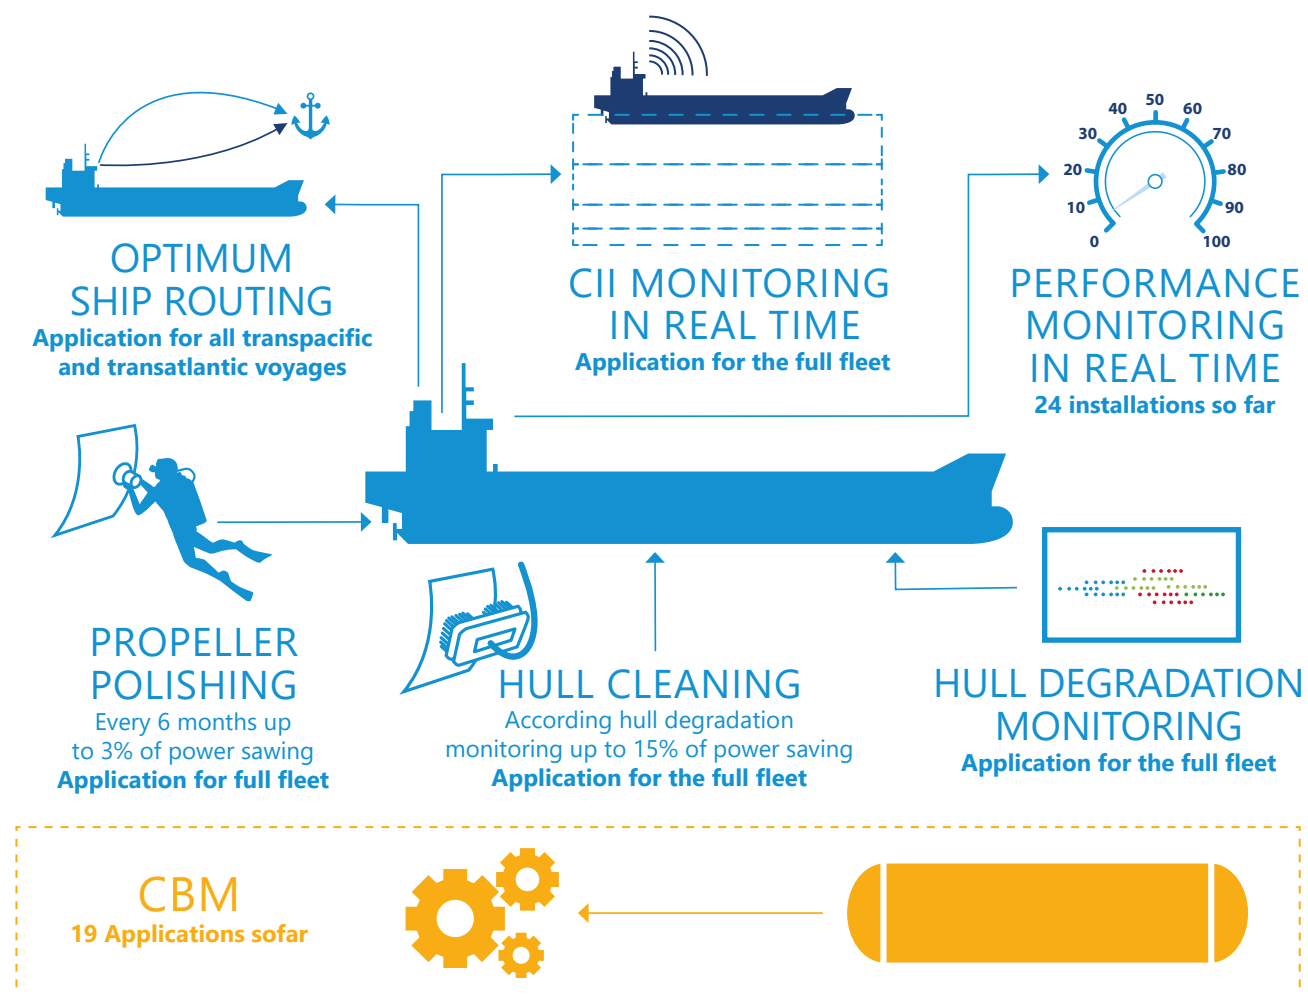 OPTIMUM
SHIP ROUTING
Application for all transpacific
and transatlantic voyages
CII MONITORING
IN REAL TIME
Application for the full fleet
0
10
20
30
40
50
60
70
80
90
100
PERFORMANCE
MONITORING
IN REAL TIME
24 installations so far
PROPELLER
POLISHING
Every 6 months up
to 3% of power sawing
Application for full fleet
HULL CLEANING
According hull degradation
monitoring up to 15% of power saving
Application for the full fleet
HULL DEGRADATION
MONITORING
Application for the full fleet
CBM
19 Applications sofar